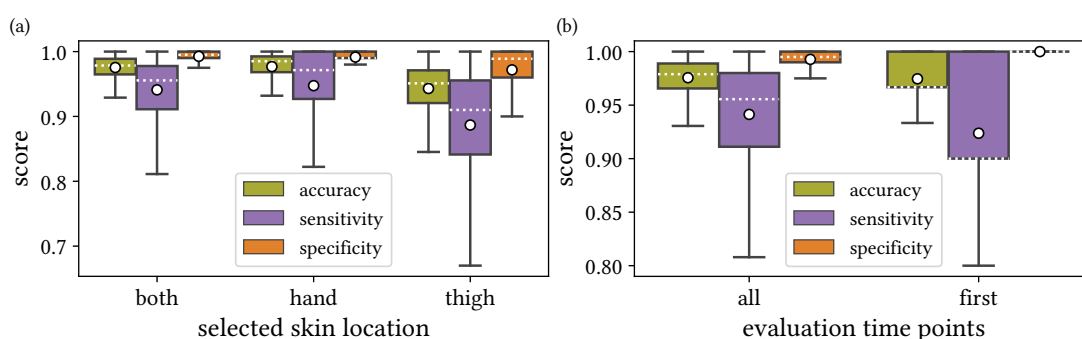 (a)
score
1.0
0.9
0.8
0.7
accuracy
sensitivity
specificity
both hand thigh
selected skin location
(b)
score
1.00
0.95
0.90
0.85
0.80
accuracy
sensitivity
specificity
all first
evaluation time points